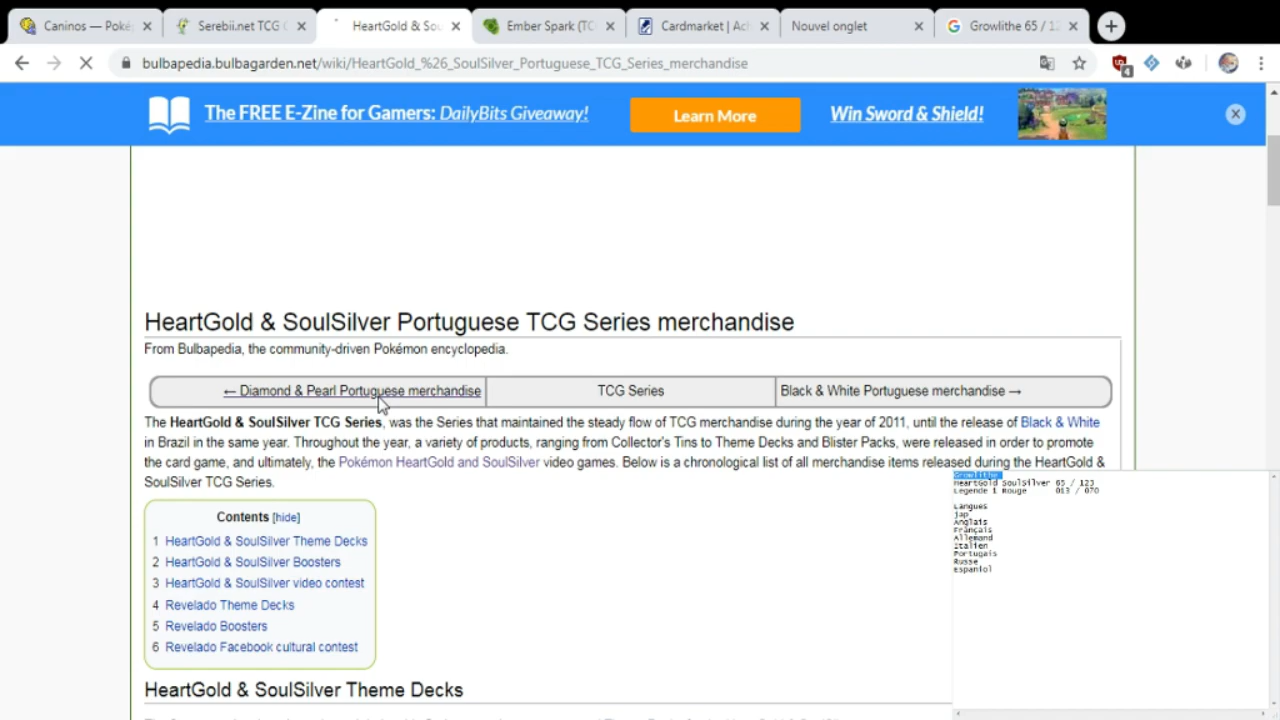 Caninos — Poké
Serebii.net TCG C
HeartGold & Sou
Ember Spark (TC
Cardmarket | Ach
Nouvel onglet
Growlithe 65 / 12
bulbapedia.bulbagarden.net/wiki/HeartGold_%26_SoulSilver_Portuguese_TCG_Series_merchandise
4
The FREE E-Zine for Gamers: DailyBits Giveaway!
Learn More
Win Sword & Shield!
HeartGold & SoulSilver Portuguese TCG Series merchandise
From Bulbapedia, the community-driven Pokémon encyclopedia.
← Diamond & Pearl Portuguese merchandise
TCG Series
Black & White Portuguese merchandise →
The HeartGold & SoulSilver TCG Series, was the Series that maintained the steady flow of TCG merchandise during the year of 2011, until the release of Black & White
in Brazil in the same year. Throughout the year, a variety of products, ranging from Collector's Tins to Theme Decks and Blister Packs, were released in order to promote
the card game, and ultimately, the Pokémon HeartGold and SoulSilver video games. Below is a chronological list of all merchandise items released during the HeartGold &
SoulSilver TCG Series.
Contents [hide]
1 HeartGold & SoulSilver Theme Decks
2 HeartGold & SoulSilver Boosters
3 HeartGold & SoulSilver video contest
4 Revelado Theme Decks
5 Revelado Boosters
6 Revelado Facebook cultural contest
HeartGold & SoulSilver Theme Decks
Growlithe
HeartGold SoulSilver 65 / 123
Legende 1 Rouge 013 / 070
Langues
jap
Anglais
Français
Allemand
Italien
Portugais
Russe
Espaniol